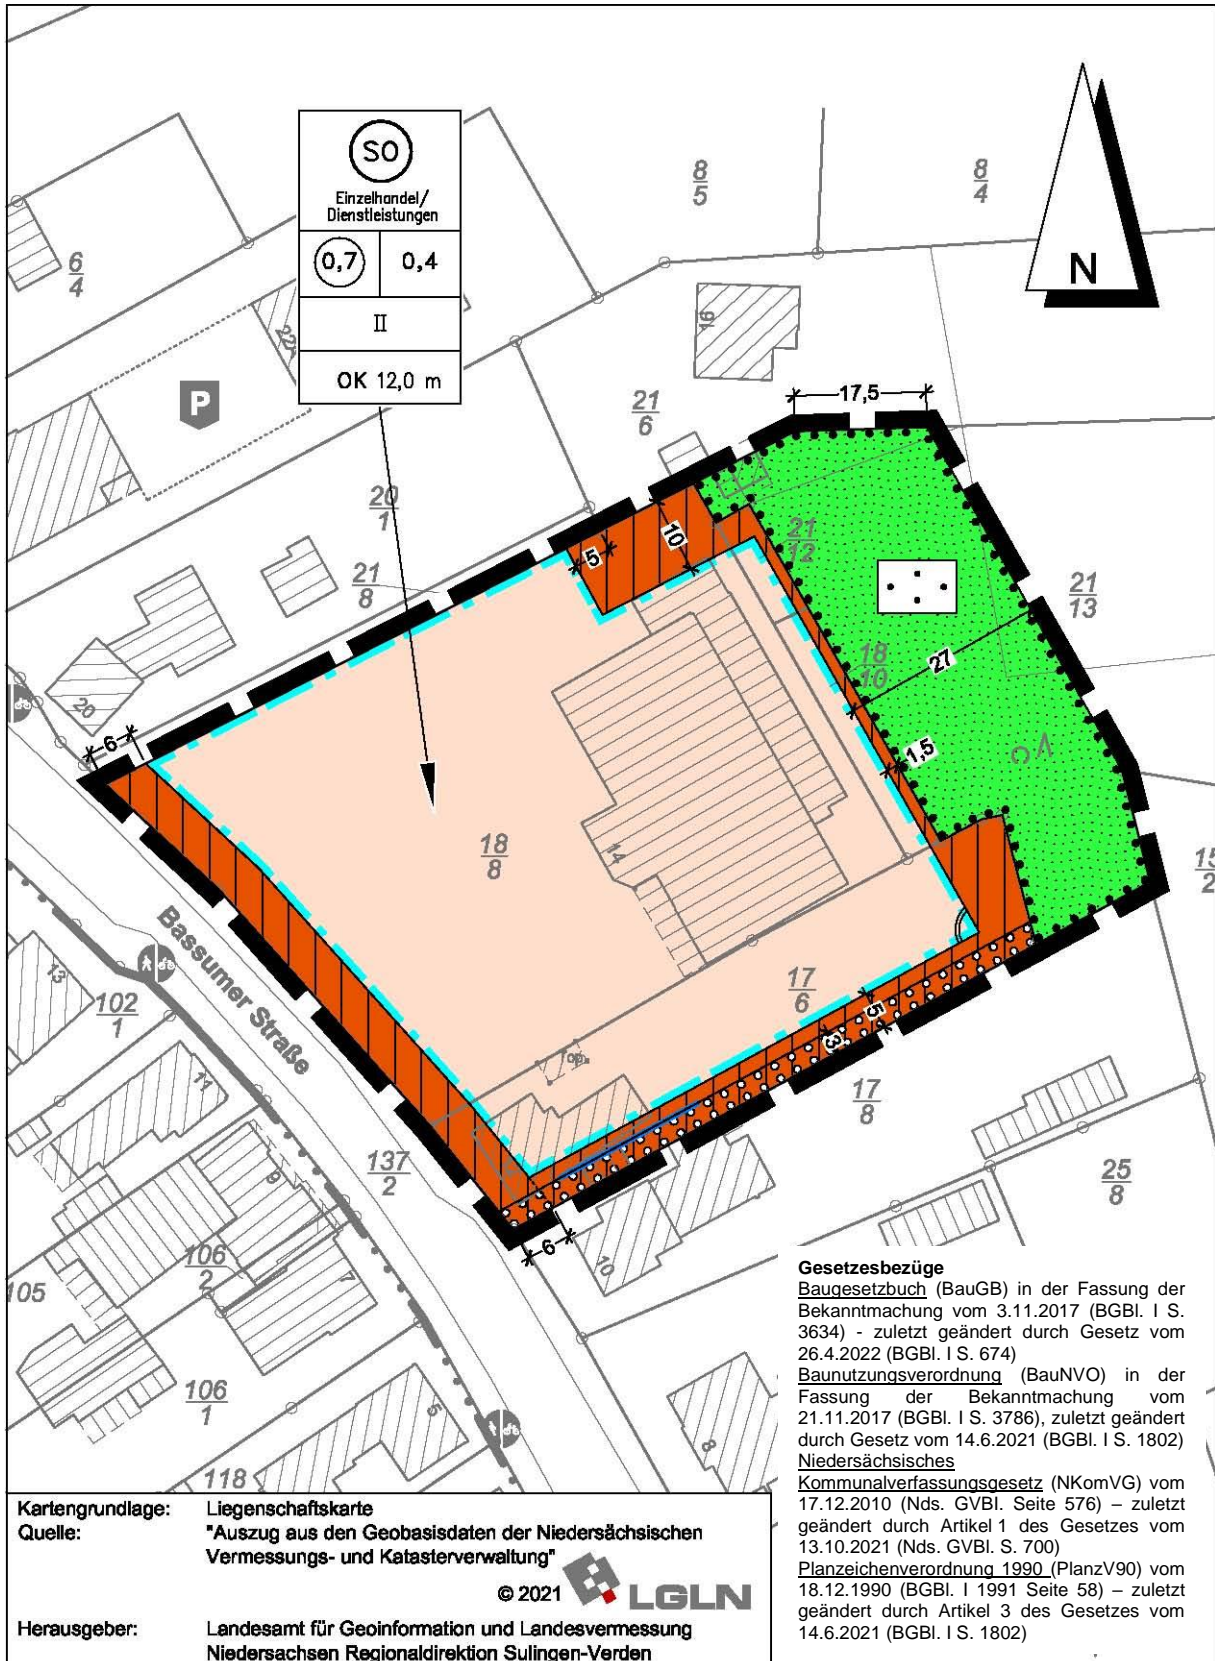 SO
Einzelhandel/
Dienstleistungen
0,7 0,4
II
OK 12,0 m
8
5
8
4
N
6
4
22
P
16
17,5
21
6
20
1
21
8
5
10
21
12
21
13
18
10
27
1,5
20
6
18
8
14
15
2
Bassumer Straße
13
102
1
11
17
6
5
3
17
8
137
2
9
7
106
2
105
6
10
25
8
106
1
5
8
118
Gesetzesbezüge
Baugesetzbuch (BauGB) in der Fassung der
Bekanntmachung vom 3.11.2017 (BGBl. I S.
3634) - zuletzt geändert durch Gesetz vom
26.4.2022 (BGBl. I S. 674)
Baunutzungsverordnung (BauNVO) in der
Fassung der Bekanntmachung vom
21.11.2017 (BGBl. I S. 3786), zuletzt geändert
durch Gesetz vom 14.6.2021 (BGBl. I S. 1802)
Niedersächsisches
Kommunalverfassungsgesetz (NKomVG) vom
17.12.2010 (Nds. GVBl. Seite 576) – zuletzt
geändert durch Artikel 1 des Gesetzes vom
13.10.2021 (Nds. GVBl. S. 700)
Planzeichenverordnung 1990 (PlanzV90) vom
18.12.1990 (BGBl. I 1991 Seite 58) – zuletzt
geändert durch Artikel 3 des Gesetzes vom
14.6.2021 (BGBl. I S. 1802)
Kartengrundlage: Liegenschaftskarte
Quelle: "Auszug aus den Geobasisdaten der Niedersächsischen
Vermessungs- und Katasterverwaltung"
© 2021 LGLN
Herausgeber: Landesamt für Geoinformation und Landesvermessung
Niedersachsen Regionaldirektion Sulingen-Verden